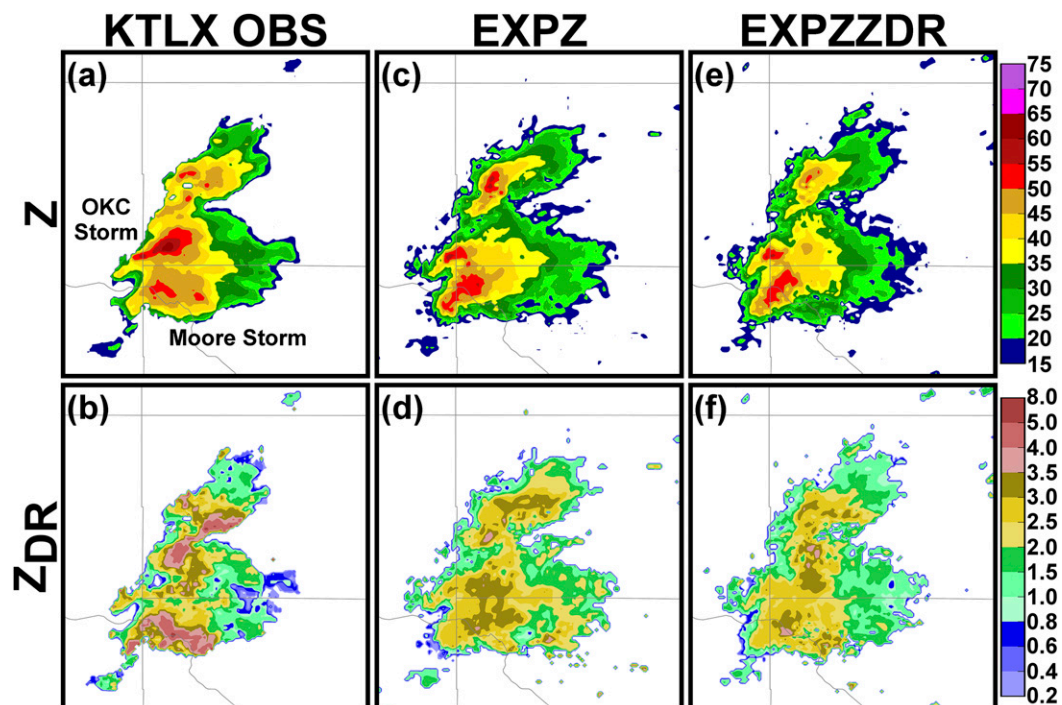 KTLX OBS
EXPZ
EXPZZDR
Z
(a)
(c)
(e)
OKC
Storm
Moore Storm
75
70
65
60
55
50
45
40
35
30
25
20
15
ZDR
(b)
(d)
(f)
8.0
5.0
4.0
3.5
3.0
2.5
2.0
1.5
1.0
0.8
0.6
0.4
0.2